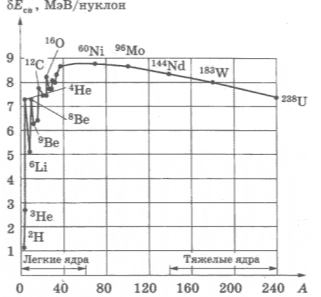 δEсв, МэВ/нуклон
¹⁶O
⁶⁰Ni
⁹⁶Mo
9
¹²C
¹⁴⁴Nd
¹⁸³W
8
⁴He
²³⁸U
7
⁸Be
6
⁹Be
5
⁶Li
4
3
³He
2
²H
1
Легкие ядра
Тяжелые ядра
0 40 80 120 160 200 240 A